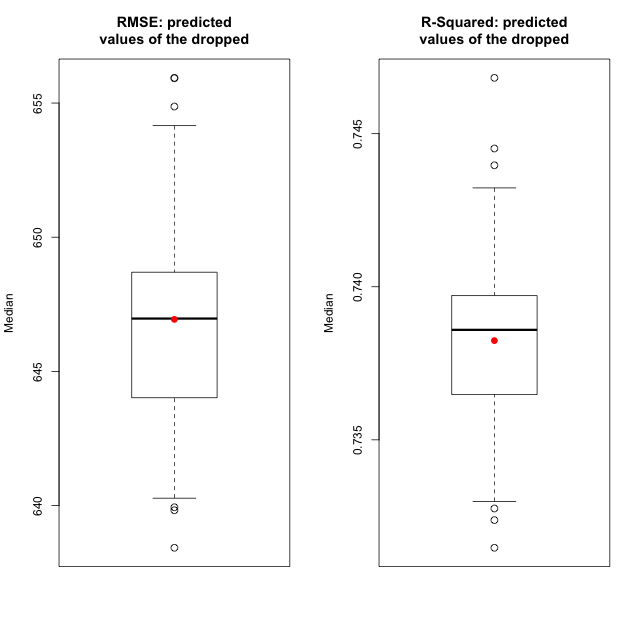 RMSE: predicted
values of the dropped
Median
655
650
645
640
R-Squared: predicted
values of the dropped
Median
0.745
0.740
0.735